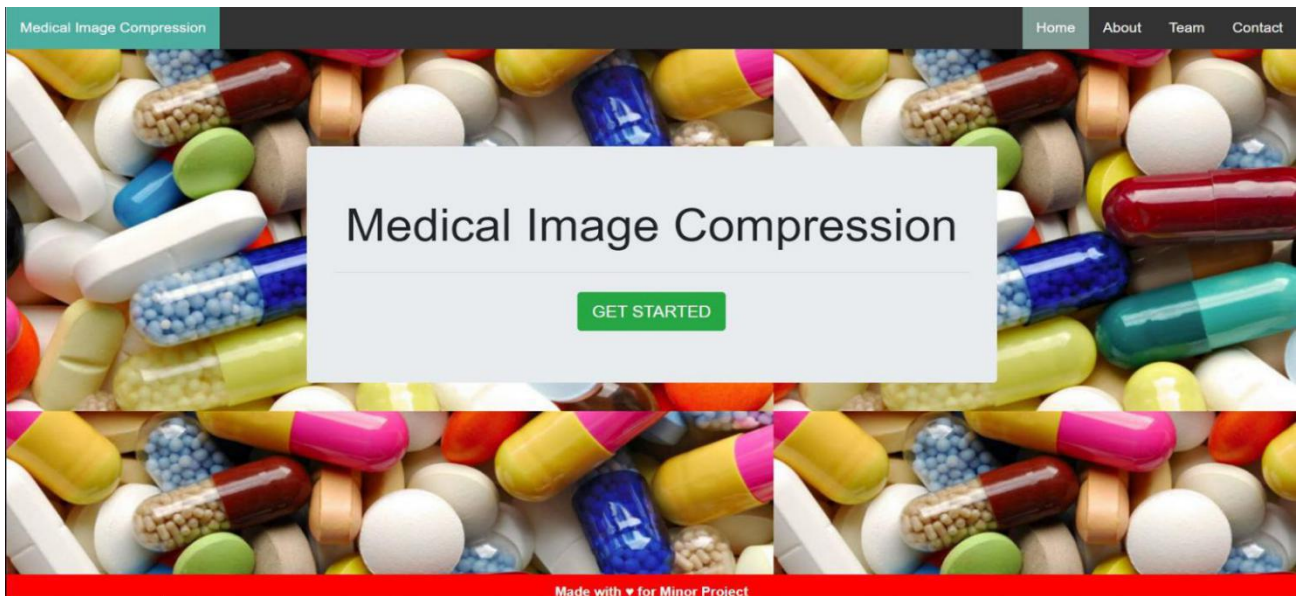 Medical Image Compression
Home About Team Contact
Medical Image Compression
GET STARTED
Made with ♥ for Minor Project